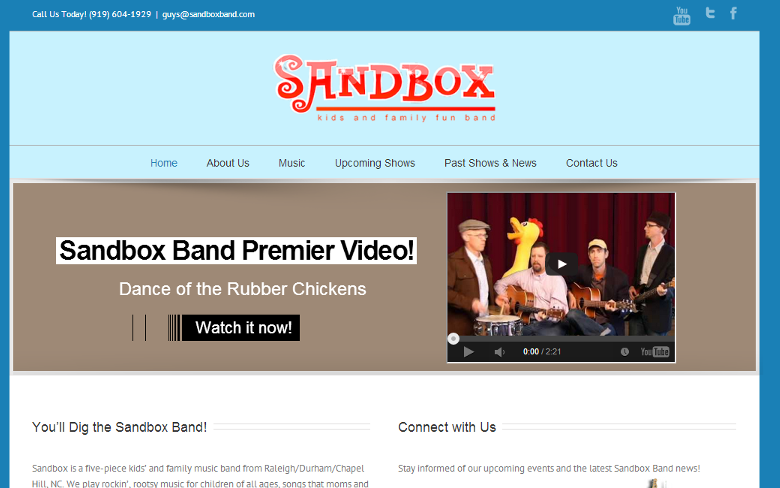 Call Us Today! (919) 604-1929 | guys@sandboxband.com
You Tube
SANDBOX
kids and family fun band
Home About Us Music Upcoming Shows Past Shows & News Contact Us
Sandbox Band Premier Video!
Dance of the Rubber Chickens
Watch it now!
0:00 / 2:21 YouTube
You'll Dig the Sandbox Band!
Sandbox is a five-piece kids' and family music band from Raleigh/Durham/Chapel
Hill, NC. We play rockin', rootsy music for children of all ages, songs that moms and
Connect with Us
Stay informed of our upcoming events and the latest Sandbox Band news!